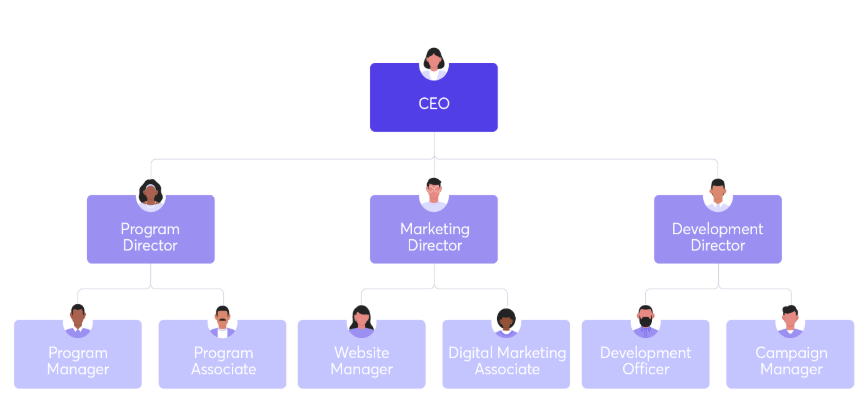 CEO
Program
Director
Marketing
Director
Development
Director
Program
Manager
Program
Associate
Website
Manager
Digital Marketing
Associate
Development
Officer
Campaign
Manager